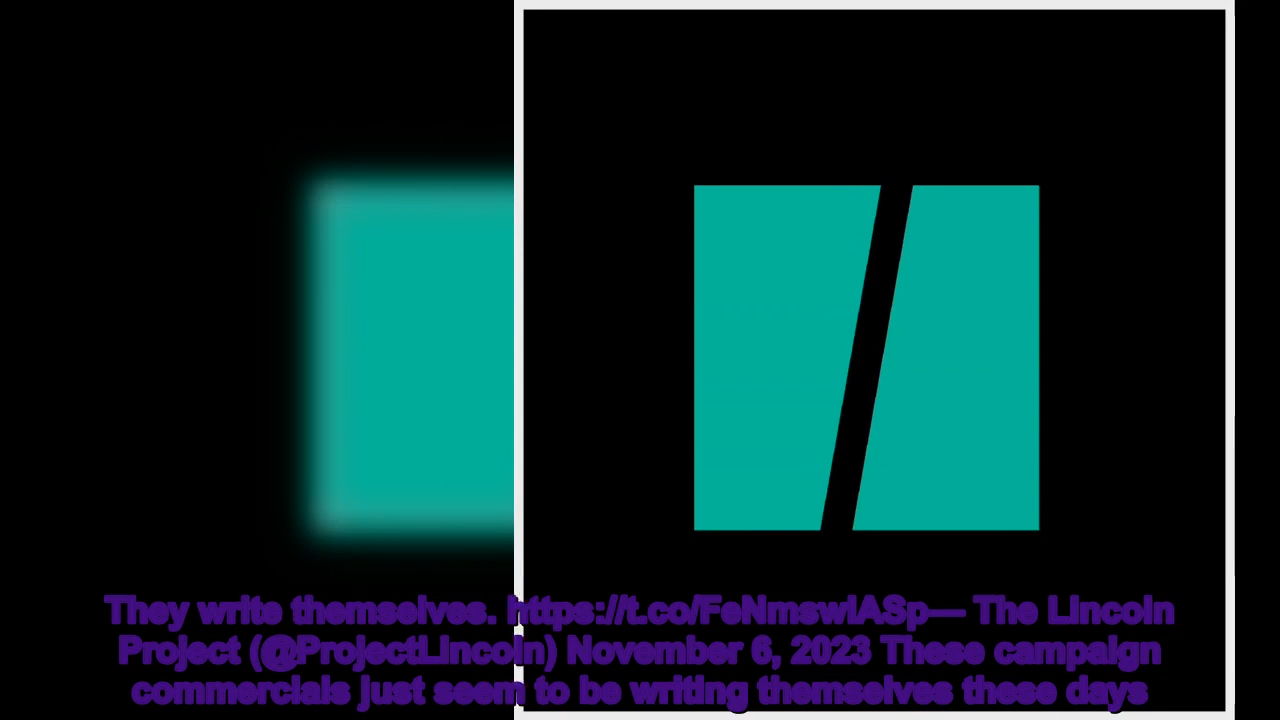 They write themselves. https://t.co/FeNmswIASp— The Lincoln
Project (@ProjectLincoln) November 6, 2023 These campaign
commercials just seem to be writing themselves these days